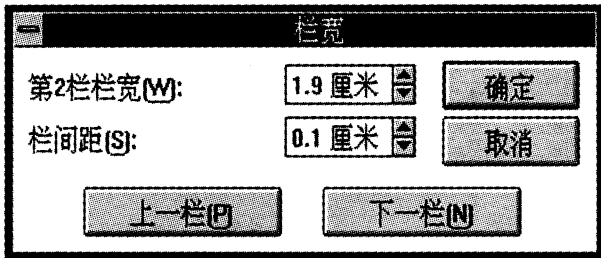 栏宽
第2栏栏宽(W): 1.9 厘米 确定
栏间距(S): 0.1 厘米 取消
上一栏(P) 下一栏(N)